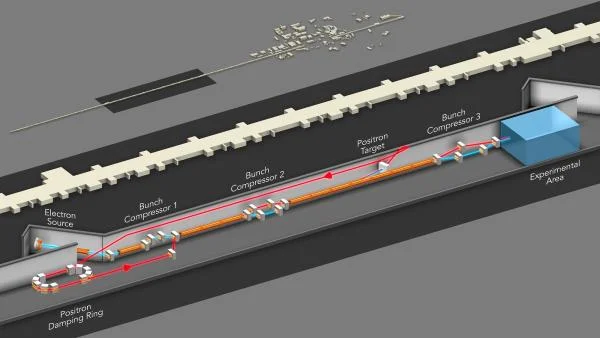 Electron
Source
Bunch
Compressor 1
Bunch
Compressor 2
Positron
Target
Bunch
Compressor 3
Experimental
Area
Positron
Damping Ring